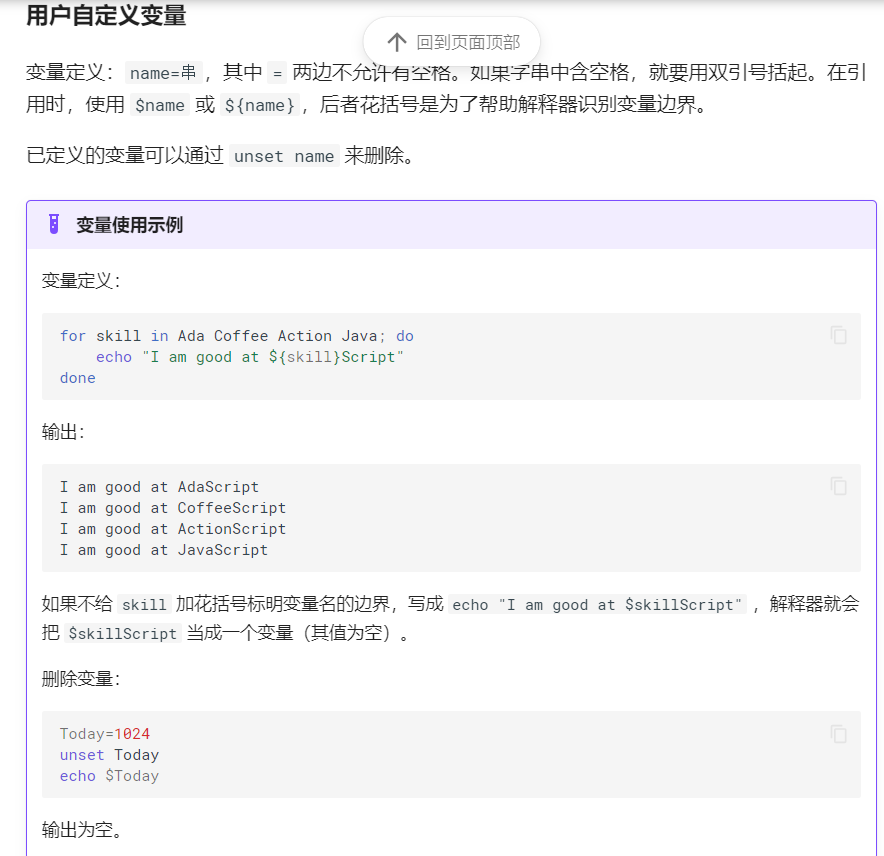 用户自定义变量
回到页面顶部
变量定义：name=串，其中 = 两边不允许有空格。如果字串中含空格，就要用双引号括起。在引
用时，使用 $name 或 ${name}，后者花括号是为了帮助解释器识别变量边界。
已定义的变量可以通过 unset name 来删除。
变量使用示例
变量定义：
for skill in Ada Coffee Action Java; do
    echo "I am good at ${skill}Script"
done
输出：
I am good at AdaScript
I am good at CoffeeScript
I am good at ActionScript
I am good at JavaScript
如果不给 skill 加花括号标明变量名的边界，写成 echo "I am good at $skillScript"，解释器就会
把 $skillScript 当成一个变量（其值为空）。
删除变量：
Today=1024
unset Today
echo $Today
输出为空。